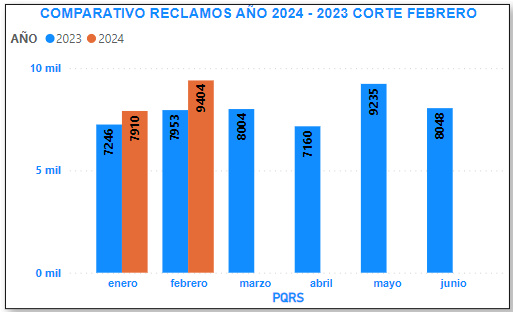 COMPARATIVO RECLAMOS AÑO 2024 - 2023 CORTE FEBRERO
AÑO 2023 2024
10 mil
5 mil
0 mil
7246 7910 7953 9404 8004 7160 9235 8048
enero febrero marzo abril mayo junio
PQRS